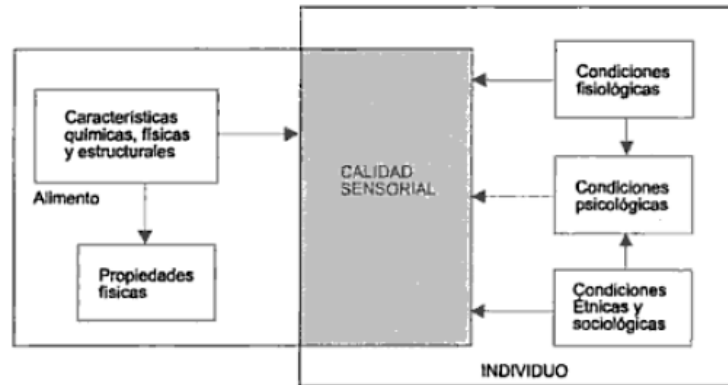 Características
químicas, físicas
y estructurales
Alimento
Propiedades
físicas
CALIDAD
SENSORIAL
Condiciones
fisiológicas
Condiciones
psicológicas
Condiciones
Étnicas y
sociológicas
INDIVIDUO